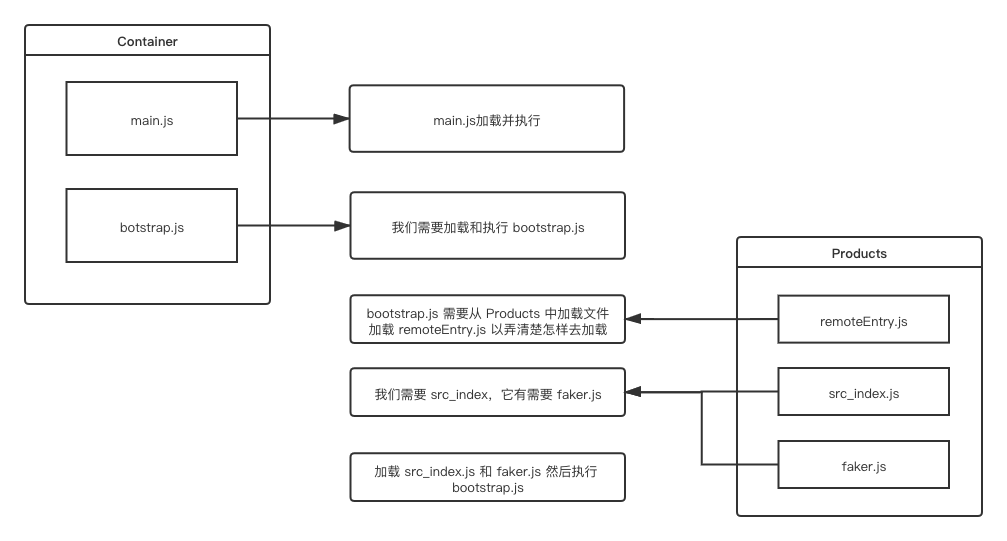 Container
main.js
main.js加载并执行
botstrap.js
我们需要加载和执行 bootstrap.js
Products
bootstrap.js 需要从 Products 中加载文件
加载 remoteEntry.js 以弄清楚怎样去加载
remoteEntry.js
我们需要 src_index，它有需要 faker.js
src_index.js
faker.js
加载 src_index.js 和 faker.js 然后执行
bootstrap.js